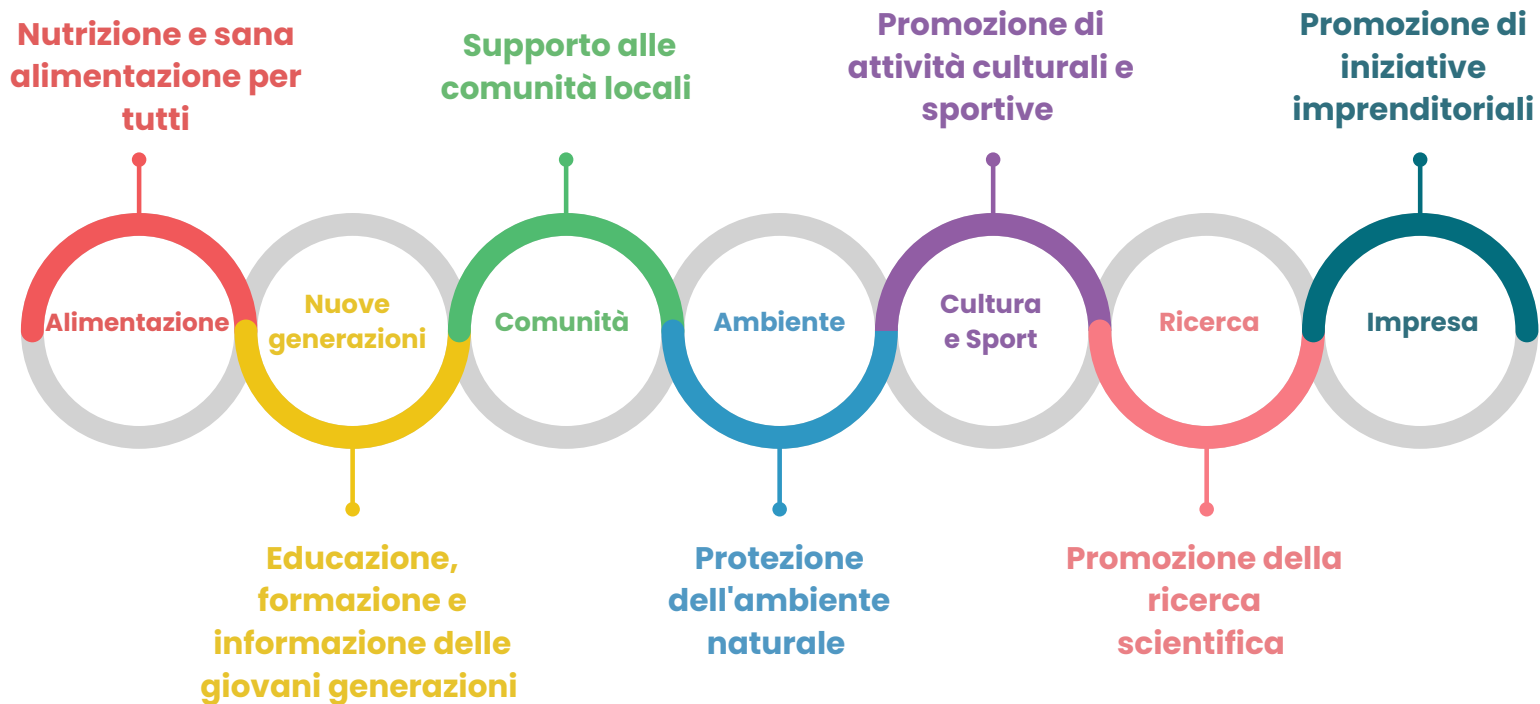 Nutrizione e sana
alimentazione per
tutti
Supporto alle
comunità locali
Promozione di
attività culturali e
sportive
Promozione di
iniziative
imprenditoriali
Alimentazione
Nuove
generazioni
Comunità
Ambiente
Cultura
e Sport
Ricerca
Impresa
Educazione,
formazione e
informazione delle
giovani generazioni
Protezione
dell'ambiente
naturale
Promozione della
ricerca
scientifica